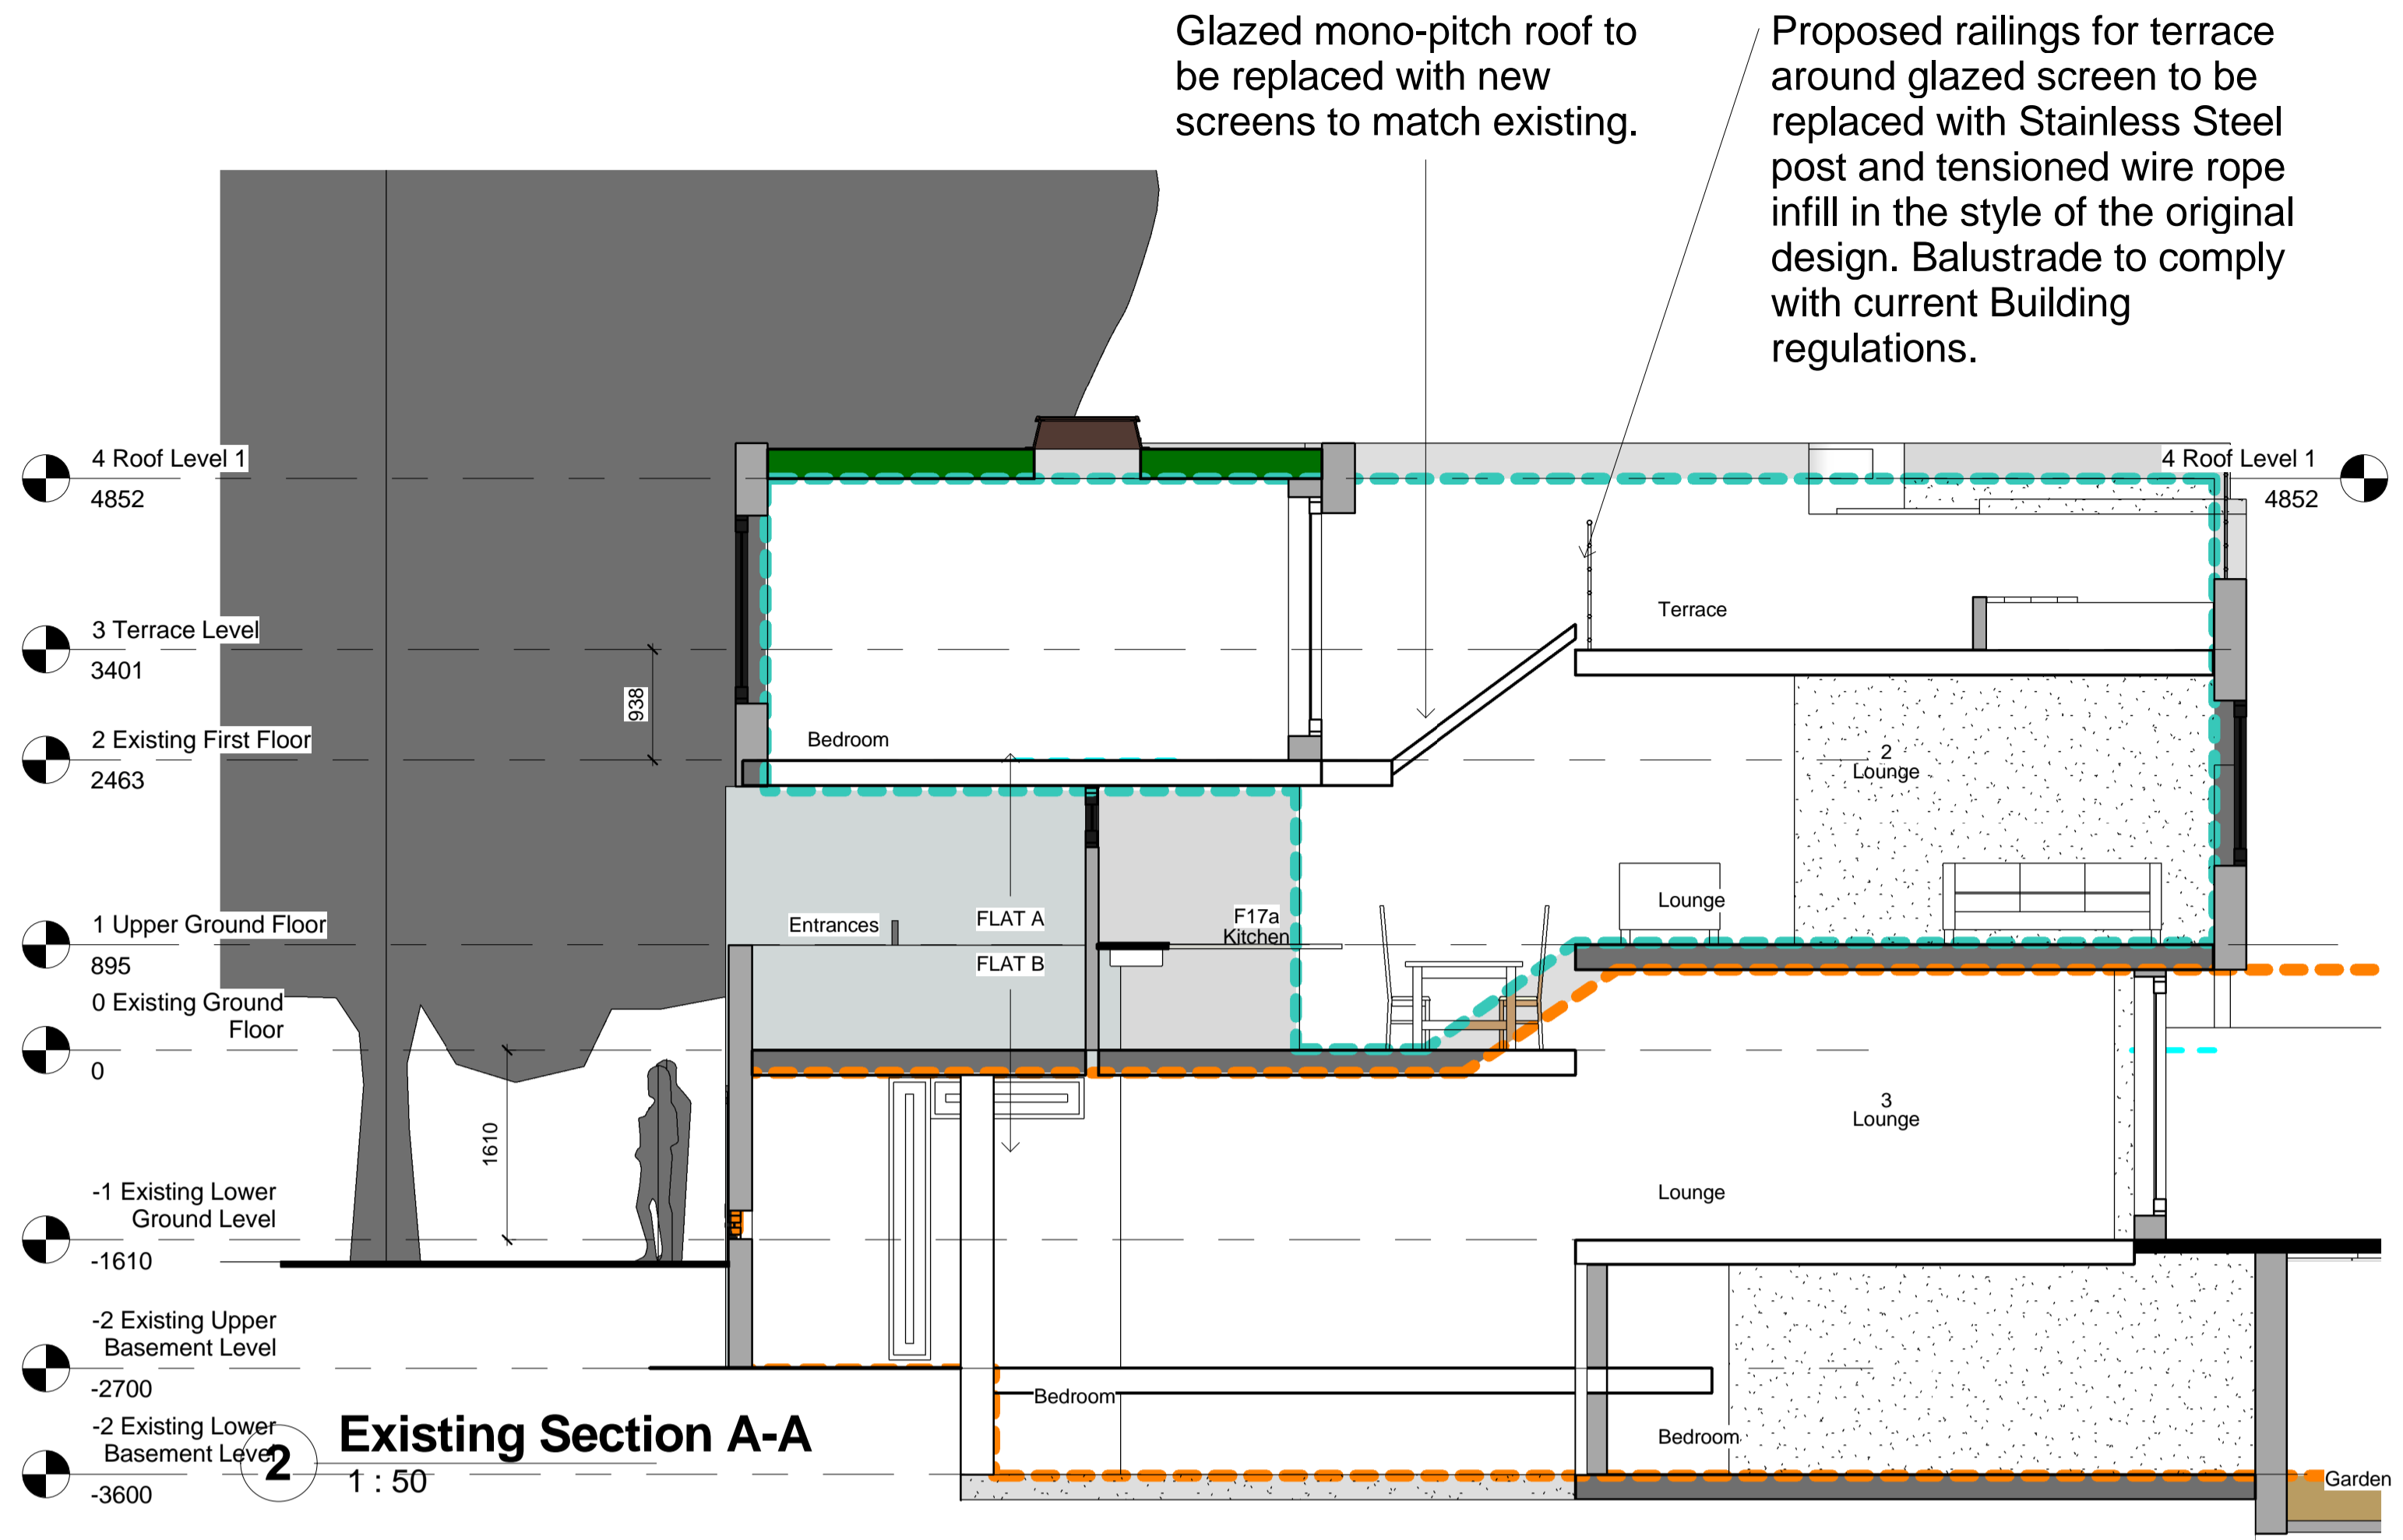 Glazed mono-pitch roof to
be replaced with new
screens to match existing.
Proposed railings for terrace
around glazed screen to be
replaced with Stainless Steel
post and tensioned wire rope
infill in the style of the original
design. Balustrade to comply
with current Building
regulations.
4 Roof Level 1
4852
4 Roof Level 1
4852
3 Terrace Level
3401
Terrace
938
2 Existing First Floor
2463
Bedroom
2
Lounge
1 Upper Ground Floor
895
Entrances
FLAT A
FLAT B
F17a
Kitchen
Lounge
0 Existing Ground
Floor
0
1610
3
Lounge
-1 Existing Lower
Ground Level
-1610
Lounge
-2 Existing Upper
Basement Level
-2700
Bedroom
-2 Existing Lower
Basement Level
-3600
Bedroom
Garden
2
Existing Section A-A
1 : 50